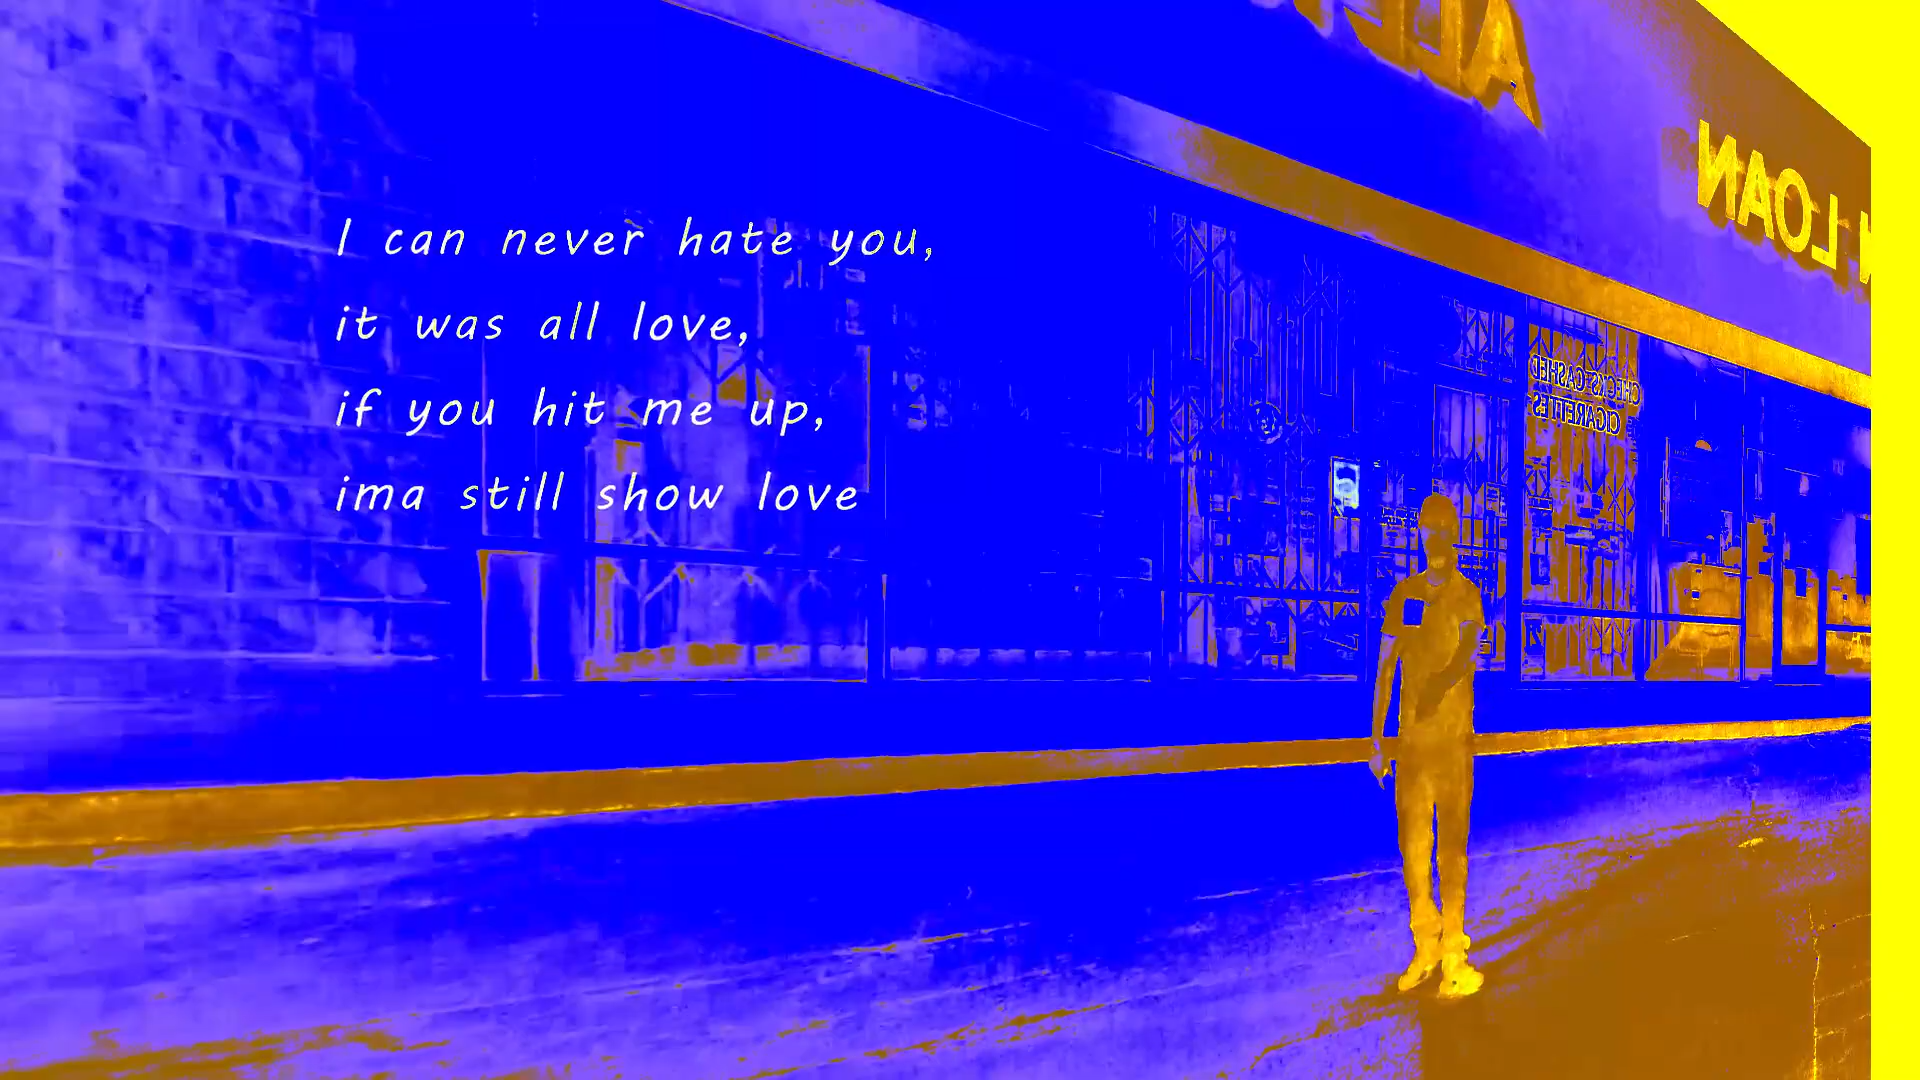 I can never hate you,
it was all love,
if you hit me up,
ima still show love
LOAN
CHECKS CASHED
CIGARETTES